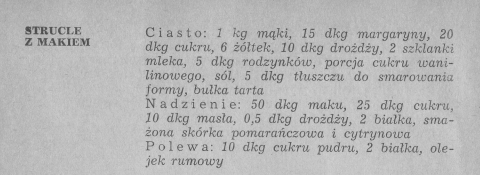 STRUCLE
Z MAKIEM
Ciasto: 1 kg mąki, 15 dkg margaryny, 20
dkg cukru, 6 żółtek, 10 dkg drożdży, 2 szklanki
mleka, 5 dkg rodzynków, porcja cukru wani-
linowego, sól, 5 dkg tłuszczu do smarowania
formy, bułka tarta
Nadzienie: 50 dkg maku, 25 dkg cukru,
10 dkg masła, 0,5 dkg drożdży, 2 białka, sma-
żona skórka pomarańczowa i cytrynowa
Polewa: 10 dkg cukru pudru, 2 białka, ole-
jek rumowy